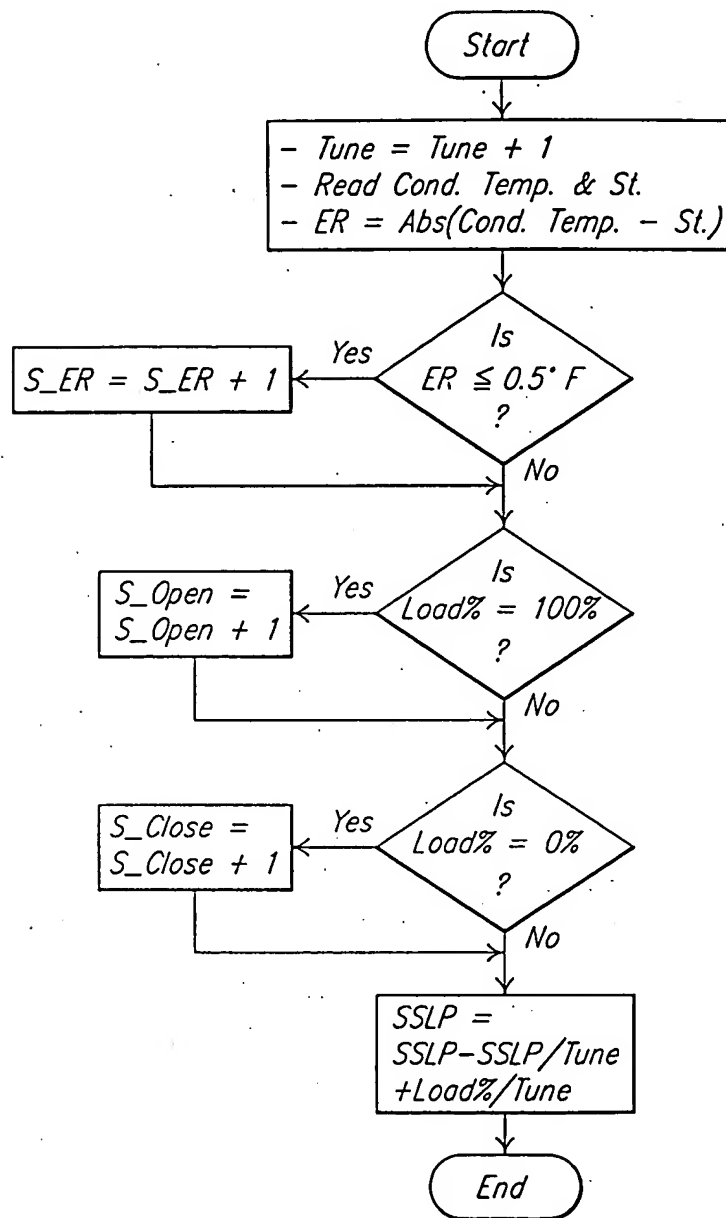 Start
- Tune = Tune + 1
- Read Cond. Temp. & St.
- ER = Abs(Cond. Temp. - St.)
Is
ER ≦ 0.5° F
?
Yes
S_ER = S_ER + 1
No
Is
Load% = 100%
?
Yes
S_Open =
S_Open + 1
No
Is
Load% = 0%
?
Yes
S_Close =
S_Close + 1
No
SSLP =
SSLP-SSLP/Tune
+Load%/Tune
End